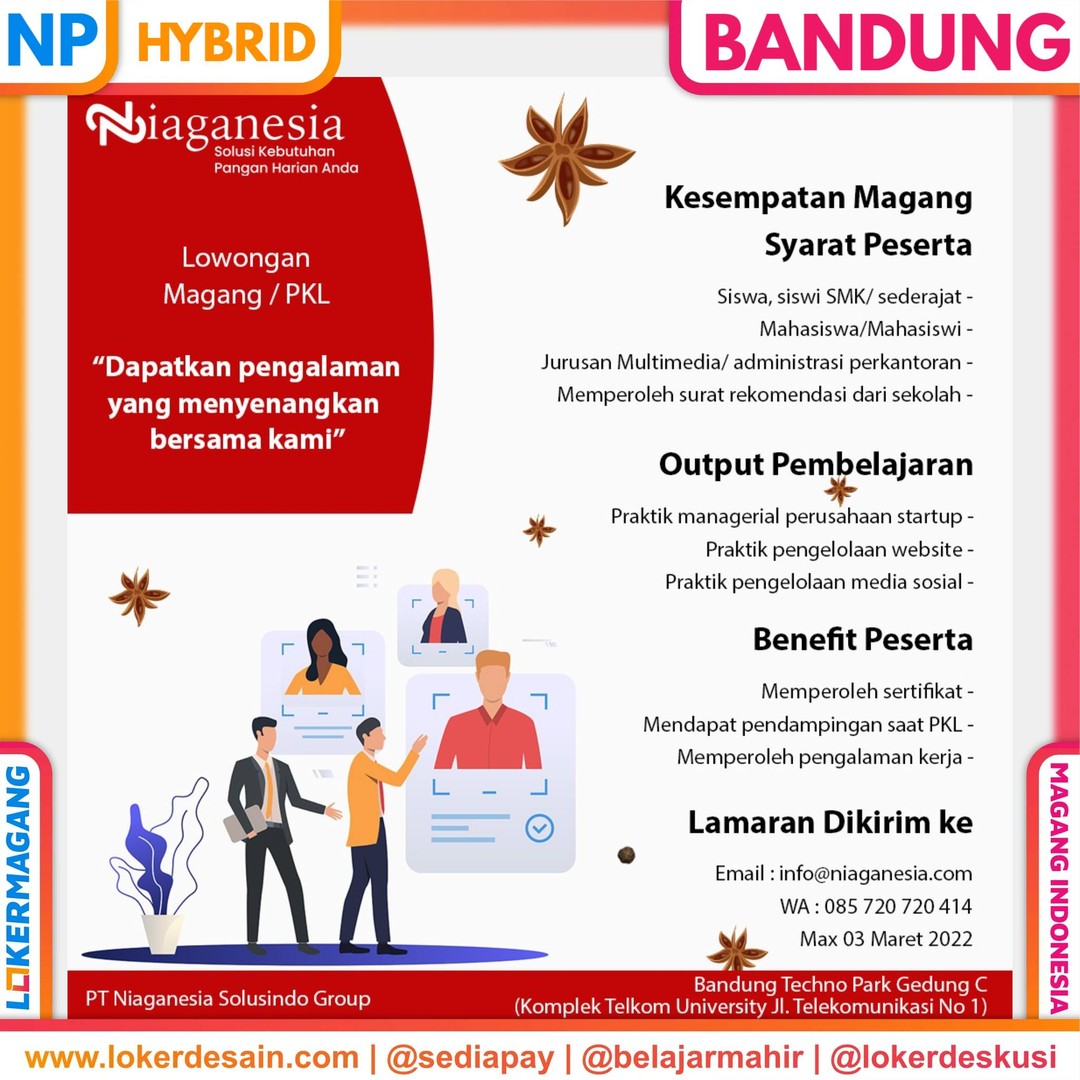 NP
HYBRID
BANDUNG
Niaganesia
Solusi Kebutuhan
Pangan Harian Anda
Lowongan
Magang / PKL
“Dapatkan pengalaman
yang menyenangkan
bersama kami”
Kesempatan Magang
Syarat Peserta
Siswa, siswi SMK/ sederajat -
Mahasiswa/Mahasiswi -
Jurusan Multimedia/ administrasi perkantoran -
Memperoleh surat rekomendasi dari sekolah -
Output Pembelajaran
Praktik managerial perusahaan startup -
Praktik pengelolaan website -
Praktik pengelolaan media sosial -
Benefit Peserta
Memperoleh sertifikat -
Mendapat pendampingan saat PKL -
Memperoleh pengalaman kerja -
Lamaran Dikirim ke
Email : info@niaganesia.com
WA : 085 720 720 414
Max 03 Maret 2022
PT Niaganesia Solusindo Group
Bandung Techno Park Gedung C
(Komplek Telkom University Jl. Telekomunikasi No 1)
LOKERMAGANG
MAGANG INDONESIA
www.lokerdesain.com | @sediapay | @belajarmahir | @lokerdeskusi